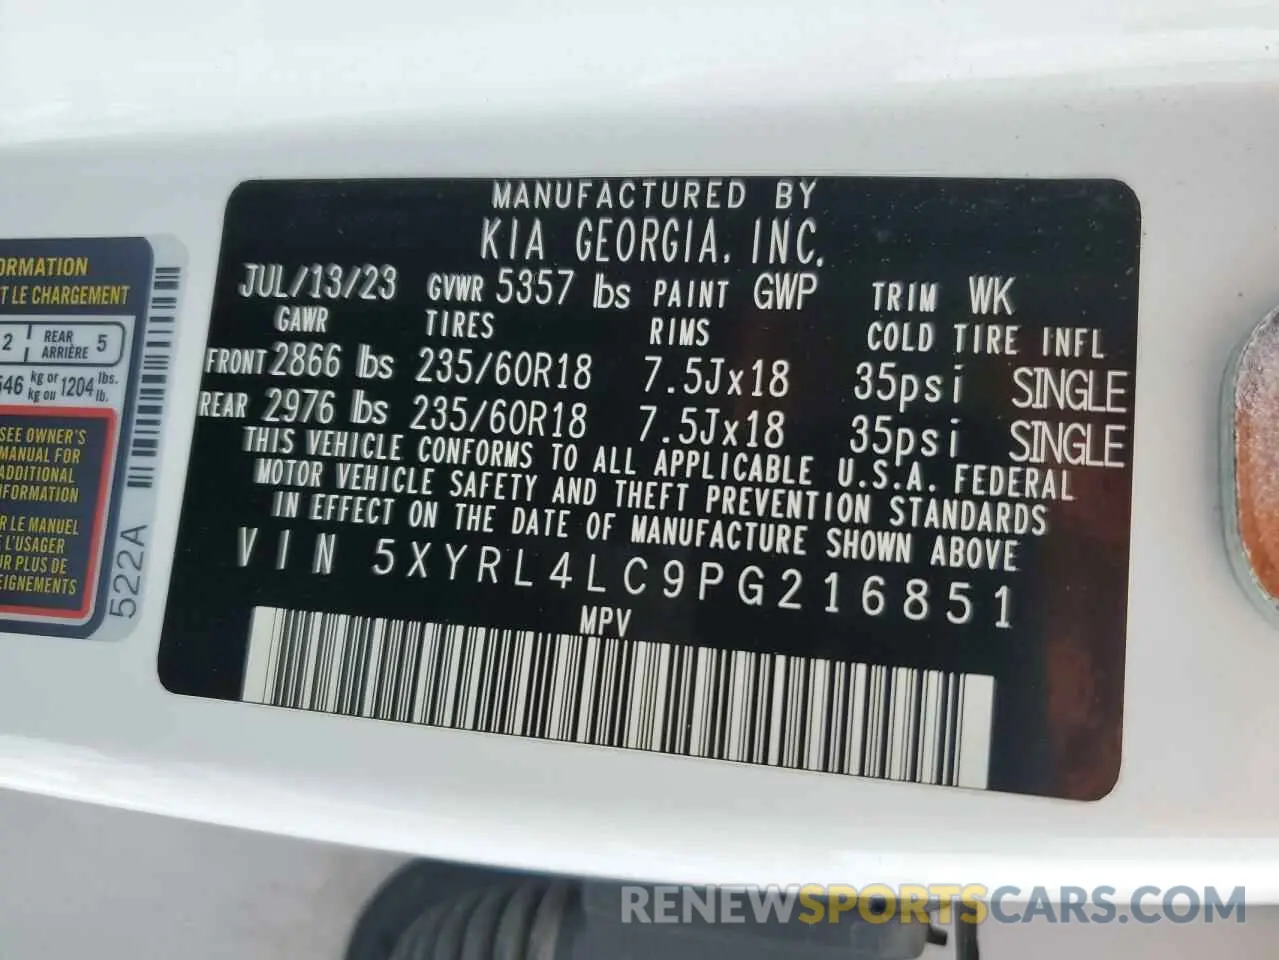 MANUFACTURED BY
KIA GEORGIA, INC.
JUL/13/23 GVWR 5357 lbs PAINT GWP TRIM WK
GAWR TIRES RIMS COLD TIRE INFL
FRONT 2866 lbs 235/60R18 7.5Jx18 35psi SINGLE
REAR 2976 lbs 235/60R18 7.5Jx18 35psi SINGLE
THIS VEHICLE CONFORMS TO ALL APPLICABLE U.S.A. FEDERAL
MOTOR VEHICLE SAFETY AND THEFT PREVENTION STANDARDS
IN EFFECT ON THE DATE OF MANUFACTURE SHOWN ABOVE
VIN 5XYRL4LC9PG216851
MPV
ORMATION
T LE CHARGEMENT
2 REAR ARRIÈRE 5
546 kg or kg ou 1204 lbs. lb.
SEE OWNER'S
MANUAL FOR
ADDITIONAL
INFORMATION
R LE MANUEL
E L'USAGER
UR PLUS DE
EIGNEMENTS
522A
RENEWSPORTSCARS.COM